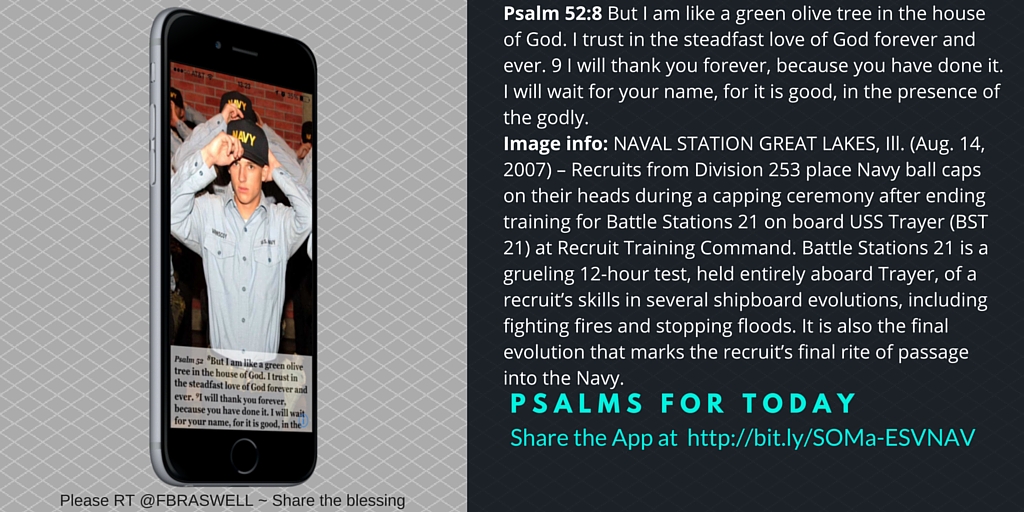 AT&T
NAVY
NAVY
U.S. NAVY
Psalm 52 8But I am like a green olive
tree in the house of God. I trust in
the steadfast love of God forever and
ever. 9I will thank you forever,
because you have done it. I will wait
for your name, for it is good, in the
Please RT @FBRASWELL ~ Share the blessing
Psalm 52:8 But I am like a green olive tree in the house
of God. I trust in the steadfast love of God forever and
ever. 9 I will thank you forever, because you have done it.
I will wait for your name, for it is good, in the presence of
the godly.
Image info: NAVAL STATION GREAT LAKES, Ill. (Aug. 14,
2007) – Recruits from Division 253 place Navy ball caps
on their heads during a capping ceremony after ending
training for Battle Stations 21 on board USS Trayer (BST
21) at Recruit Training Command. Battle Stations 21 is a
grueling 12-hour test, held entirely aboard Trayer, of a
recruit’s skills in several shipboard evolutions, including
fighting fires and stopping floods. It is also the final
evolution that marks the recruit’s final rite of passage
into the Navy.
PSALMS FOR TODAY
Share the App at http://bit.ly/SOMa-ESVNAV